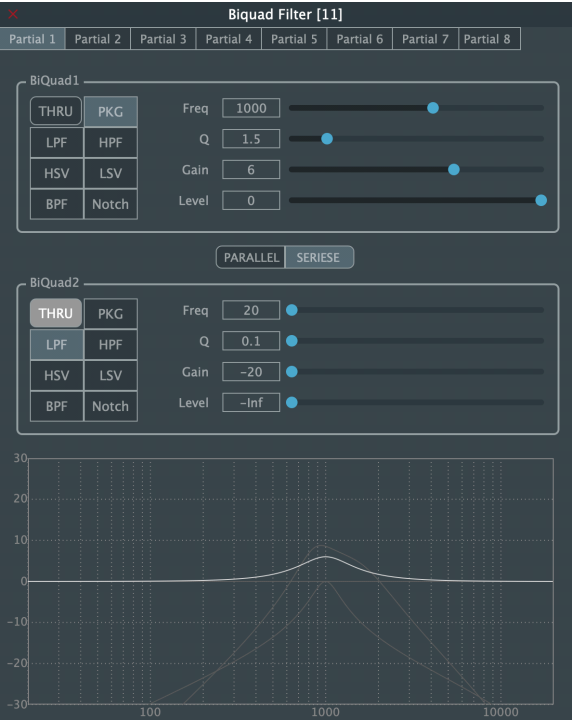 Biquad Filter [11]
Partial 1 Partial 2 Partial 3 Partial 4 Partial 5 Partial 6 Partial 7 Partial 8
BiQuad1
THRU PKG Freq 1000
LPF HPF Q 1.5
HSV LSV Gain 6
BPF Notch Level 0
PARALLEL SERIESE
BiQuad2
THRU PKG Freq 20
LPF HPF Q 0.1
HSV LSV Gain -20
BPF Notch Level -Inf
30
20
10
0
-10
-20
-30
100 1000 10000